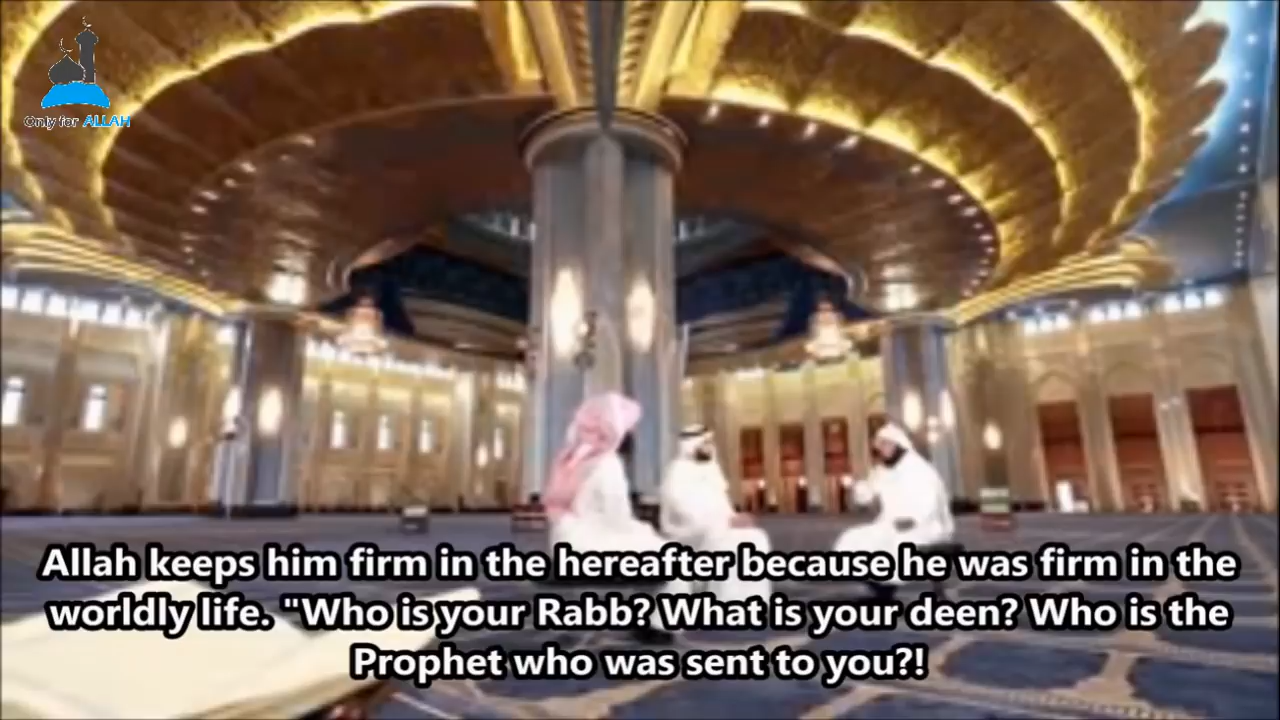 Only for ALLAH
Allah keeps him firm in the hereafter because he was firm in the
worldly life. "Who is your Rabb? What is your deen? Who is the
Prophet who was sent to you?!